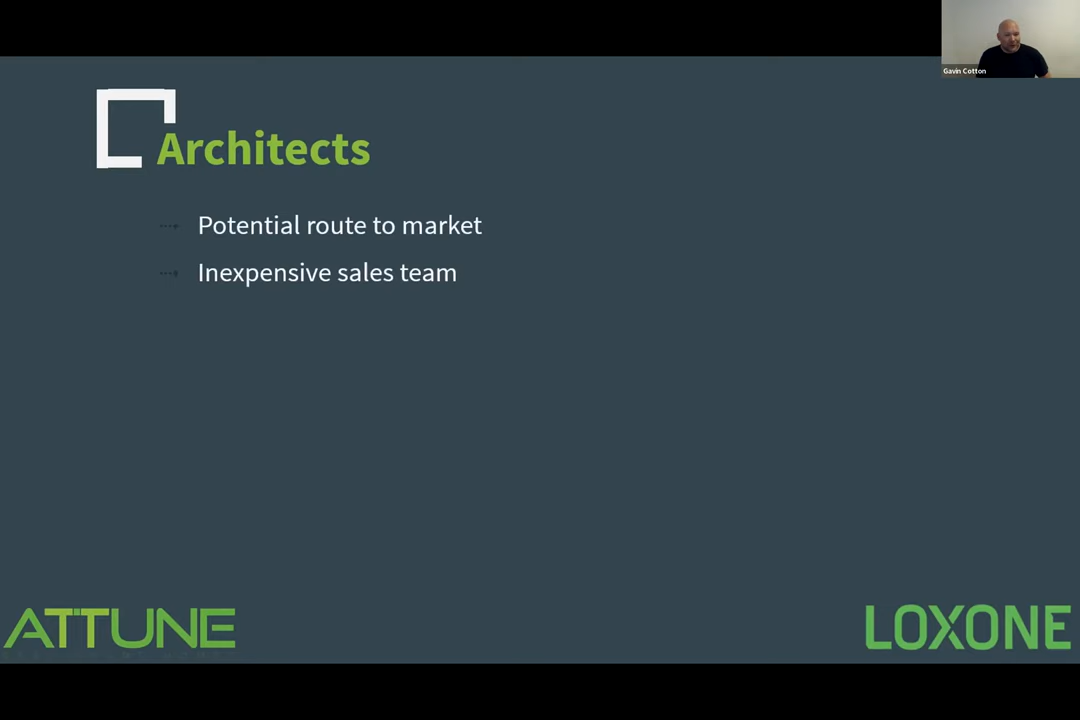 Gavin Cotton
Architects
Potential route to market
Inexpensive sales team
ATTUNE
LOXONE